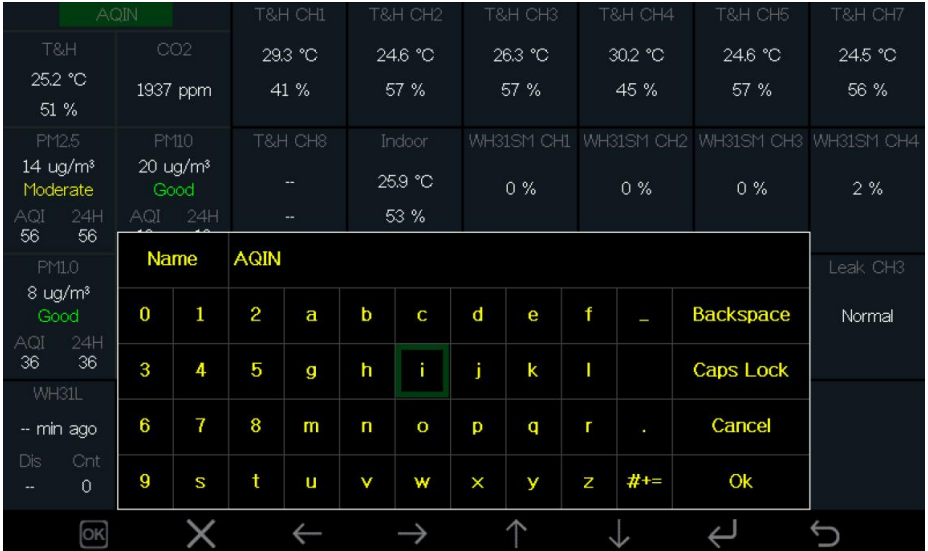 AQIN T&H CH1 T&H CH2 T&H CH3 T&H CH4 T&H CH5 T&H CH7
T&H CO2 29.3 °C 24.6 °C 26.3 °C 30.2 °C 24.6 °C 24.5 °C
25.2 °C 1937 ppm 41 % 57 % 57 % 45 % 57 % 56 %
51 %
PM2.5 PM10 T&H CH8 Indoor WH31SM CH1 WH31SM CH2 WH31SM CH3 WH31SM CH4
14 ug/m³ 20 ug/m³ -- 25.9 °C 0 % 0 % 0 % 2 %
Moderate Good
AQI 24H AQI 24H -- 53 %
56 56
Name AQIN
PM1.0 Leak CH3
8 ug/m³ 0 1 2 a b c d e f _ Backspace Normal
Good
AQI 24H
36 36 3 4 5 g h i j k l Caps Lock
WH31L
-- min ago 6 7 8 m n o p q r . Cancel
Dis Cnt
-- 0 9 s t u v w x y z #+= Ok
OK